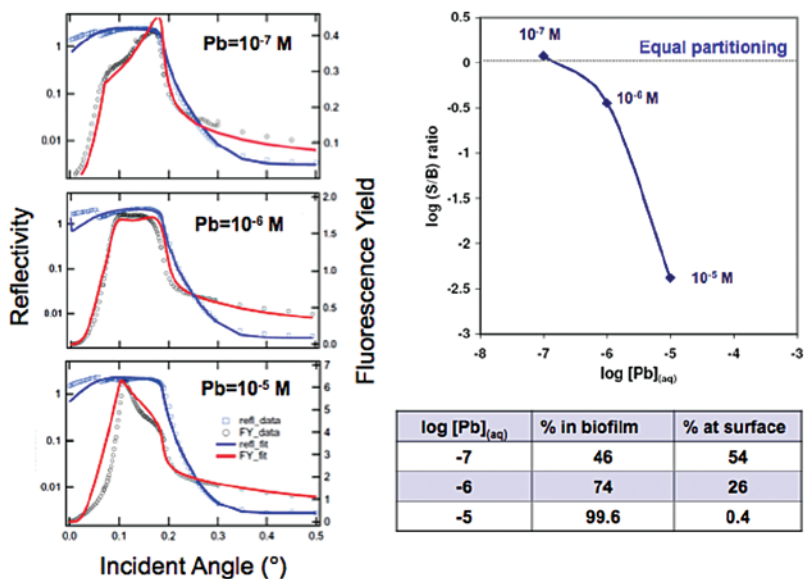 Pb=10⁻⁷ M
1
0.1
0.01
0.4
0.3
0.2
0.1
0.0
Pb=10⁻⁶ M
1
0.1
0.01
2.0
1.5
1.0
0.5
0.0
Pb=10⁻⁵ M
1
0.1
0.01
7
6
5
4
3
2
1
0
refl_data
FY_data
refl_fit
FY_fit
0.0 0.1 0.2 0.3 0.4 0.5
Reflectivity
Fluorescence Yield
Incident Angle (°)
0.5
0
-0.5
-1
-1.5
-2
-2.5
-3
10⁻⁷ M
Equal partitioning
10⁻⁶ M
10⁻⁵ M
log (S/B) ratio
-8 -7 -6 -5 -4 -3
log [Pb](aq)
log [Pb](aq) % in biofilm % at surface
-7 46 54
-6 74 26
-5 99.6 0.4